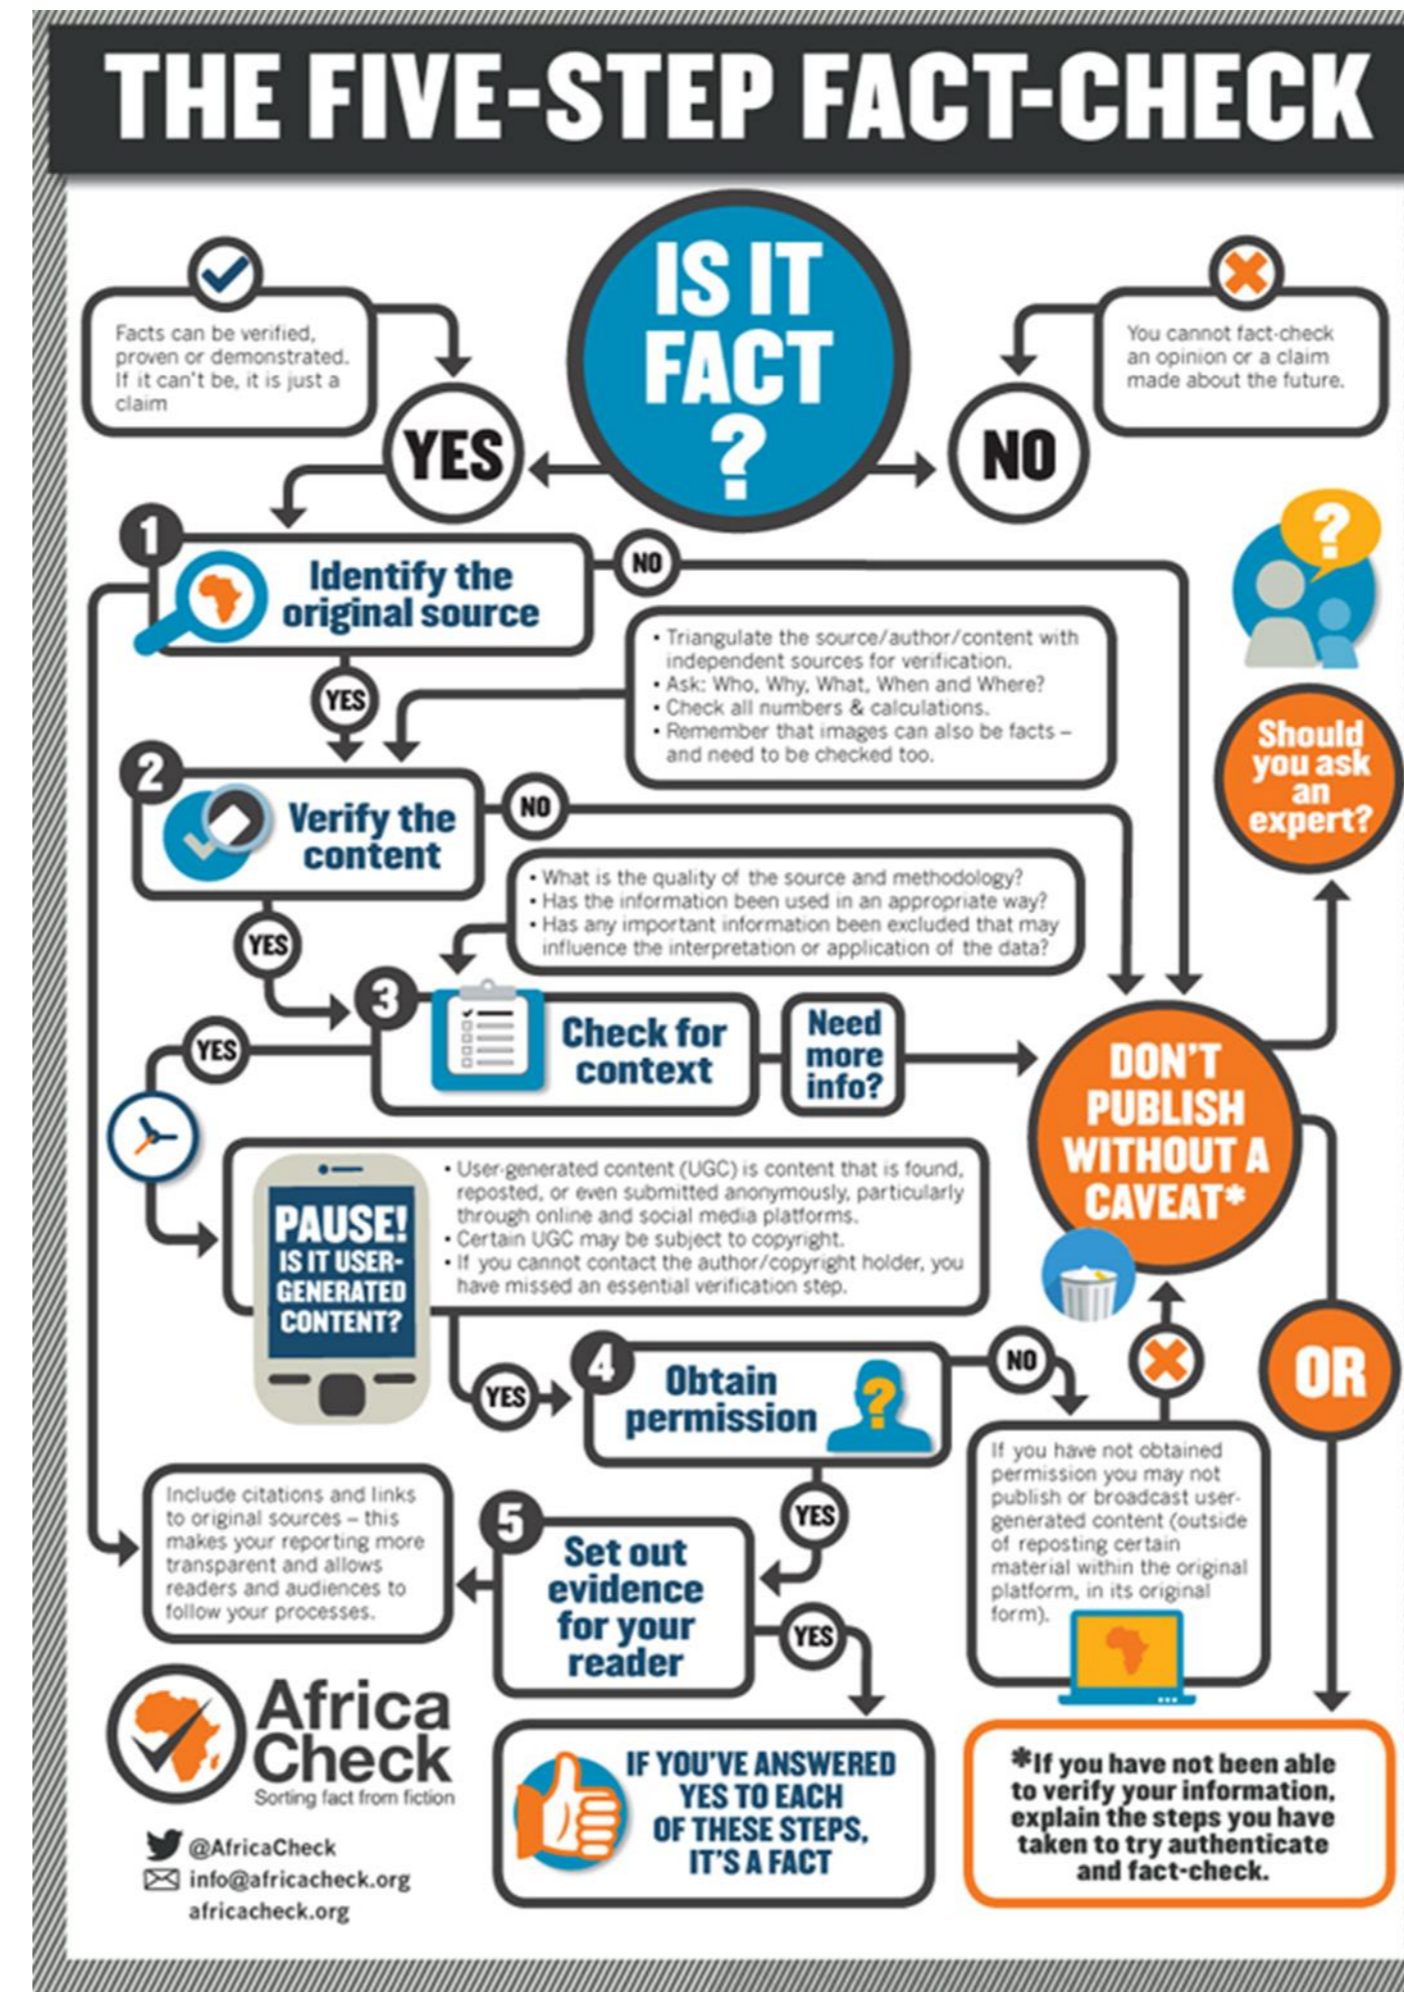 THE FIVE-STEP FACT-CHECK
IS IT
FACT
?
Facts can be verified,
proven or demonstrated.
If it can't be, it is just a
claim
YES
You cannot fact-check
an opinion or a claim
made about the future.
NO
1
Identify the
original source
NO
YES
• Triangulate the source/author/content with
independent sources for verification.
• Ask: Who, Why, What, When and Where?
• Check all numbers & calculations.
• Remember that images can also be facts –
and need to be checked too.
?
Should
you ask
an
expert?
2
Verify the
content
NO
YES
• What is the quality of the source and methodology?
• Has the information been used in an appropriate way?
• Has any important information been excluded that may
influence the interpretation or application of the data?
3
Check for
context
Need
more
info?
YES
DON'T
PUBLISH
WITHOUT A
CAVEAT*
PAUSE!
IS IT USER-
GENERATED
CONTENT?
• User-generated content (UGC) is content that is found,
reposted, or even submitted anonymously, particularly
through online and social media platforms.
• Certain UGC may be subject to copyright.
• If you cannot contact the author/copyright holder, you
have missed an essential verification step.
YES
4
Obtain
permission
?
NO
OR
YES
If you have not obtained
permission you may not
publish or broadcast user-
generated content (outside
of reposting certain
material within the original
platform, in its original
form).
5
Set out
evidence
for your
reader
YES
Include citations and links
to original sources – this
makes your reporting more
transparent and allows
readers and audiences to
follow your processes.
Africa
Check
Sorting fact from fiction
@AfricaCheck
info@africacheck.org
africacheck.org
IF YOU'VE ANSWERED
YES TO EACH
OF THESE STEPS,
IT'S A FACT
*If you have not been able
to verify your information,
explain the steps you have
taken to try authenticate
and fact-check.